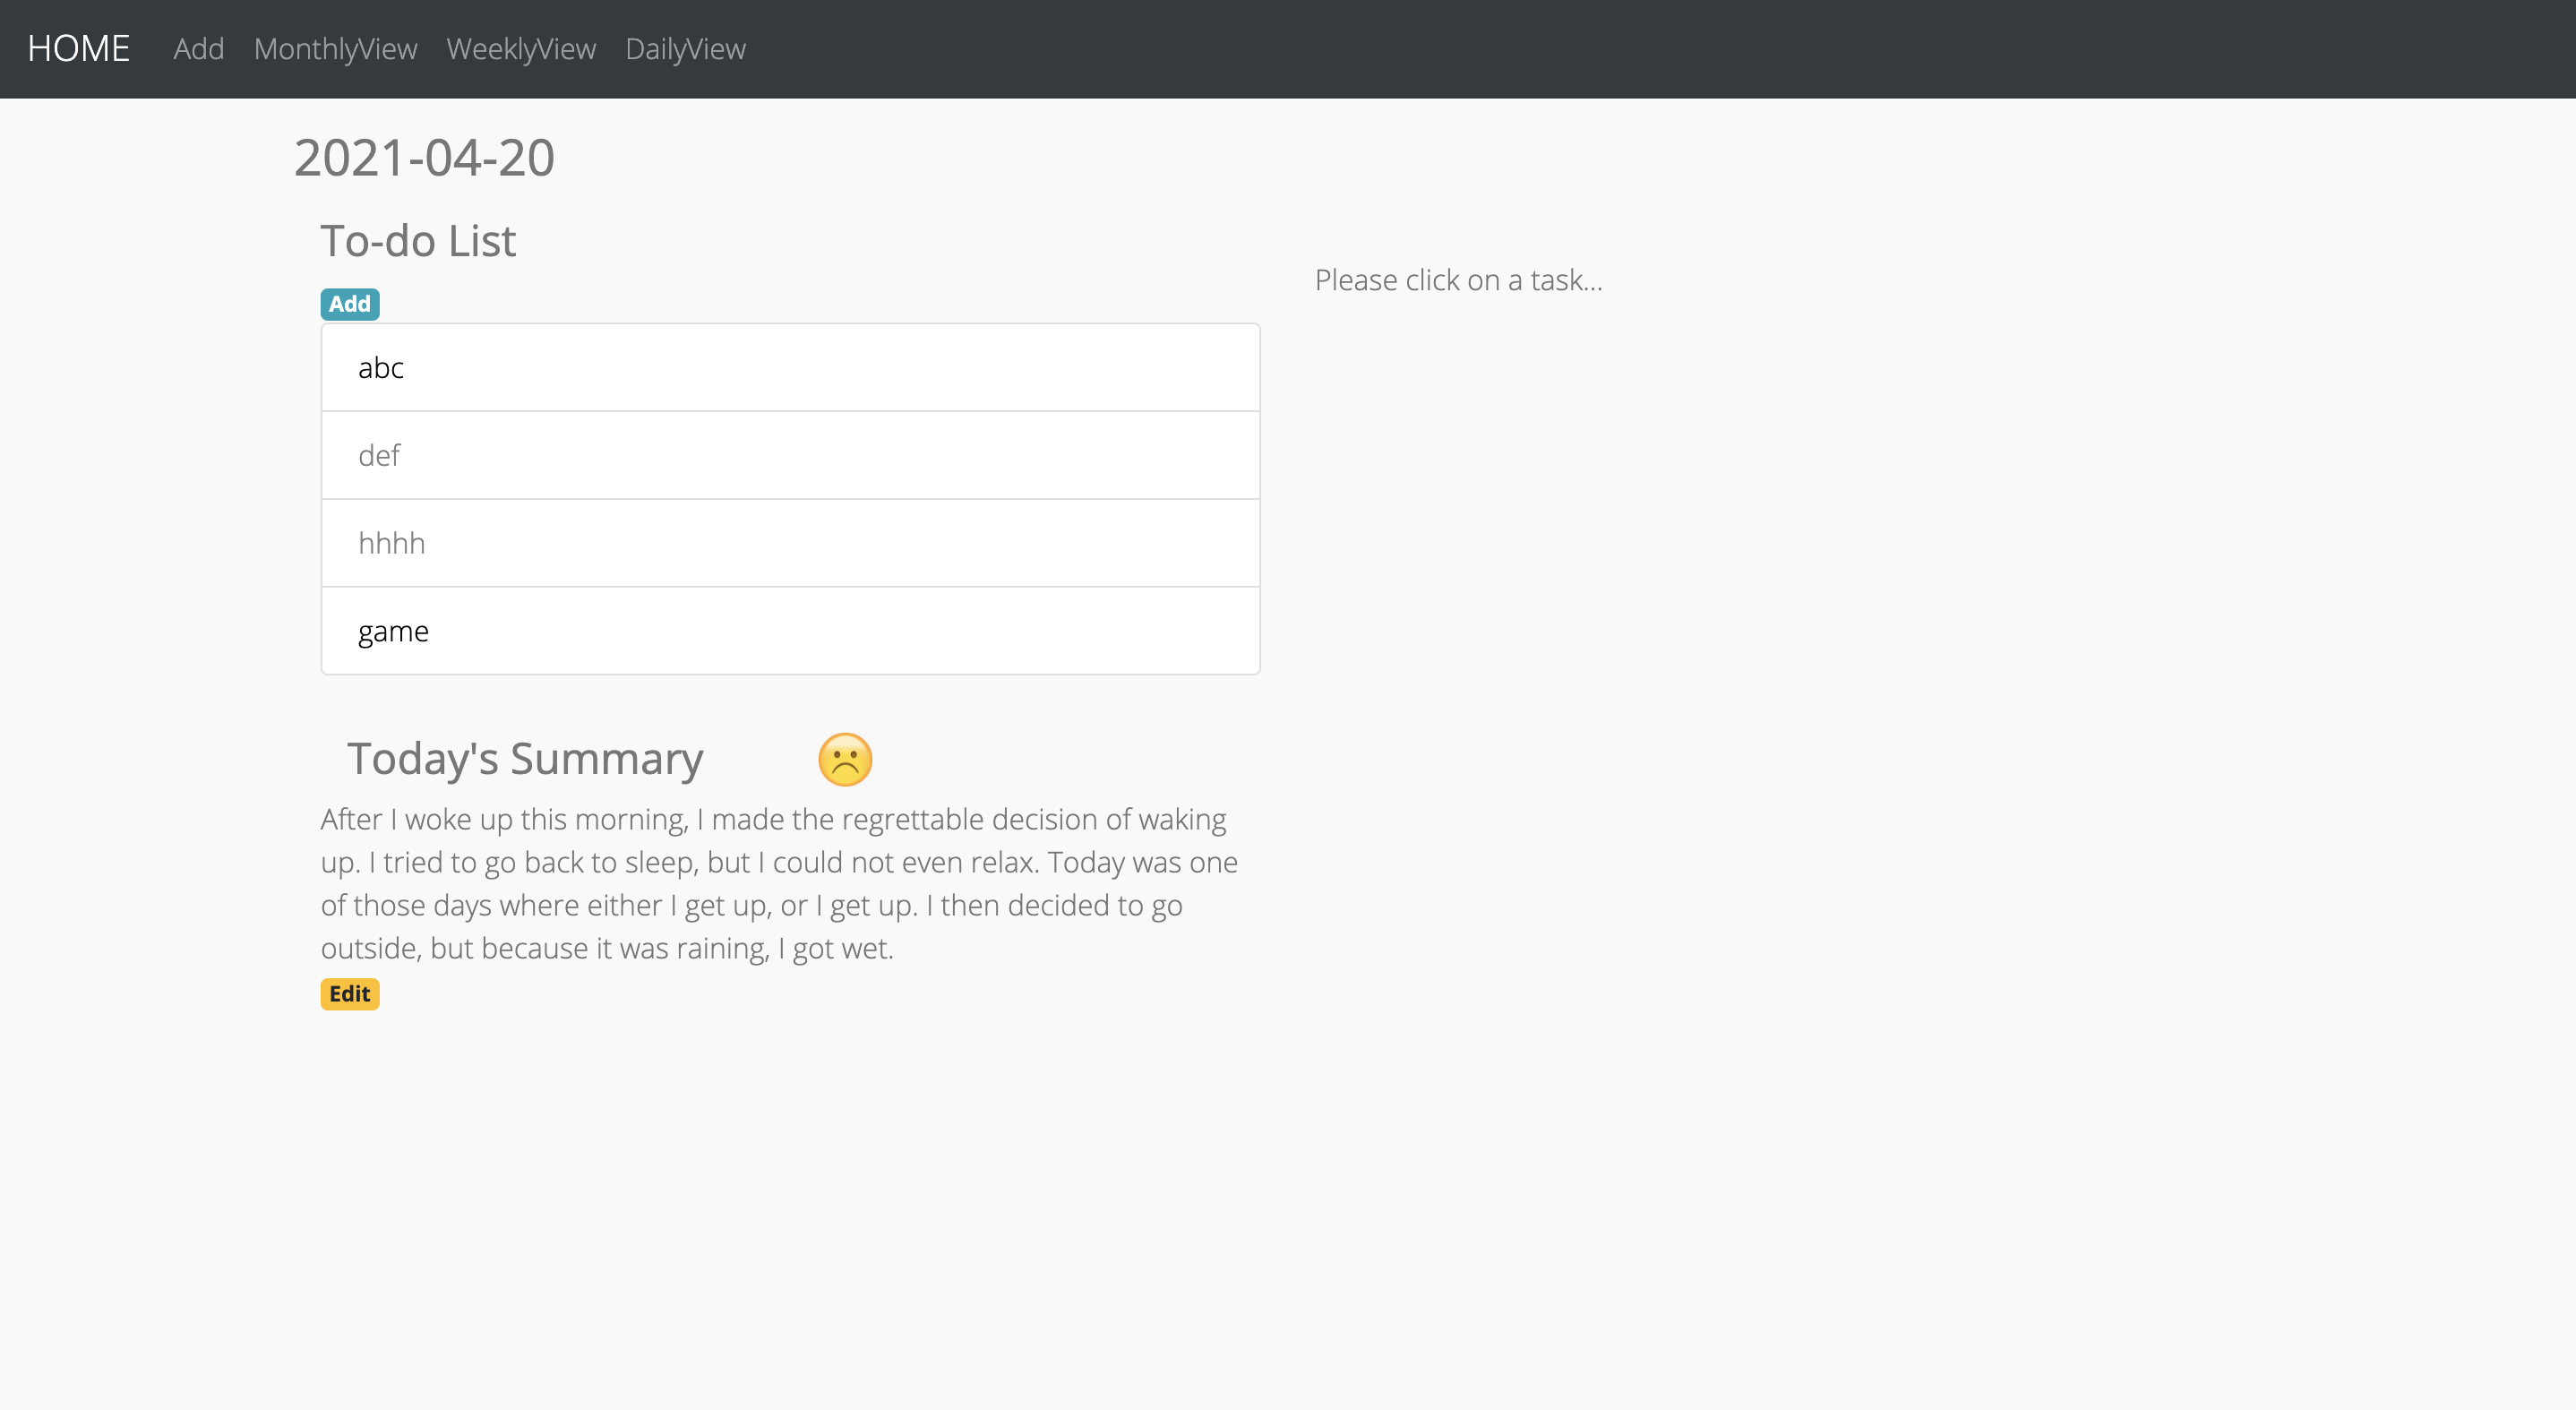 HOME Add MonthlyView WeeklyView DailyView
2021-04-20
To-do List
Please click on a task...
Add
abc
def
hhhh
game
Today's Summary
After I woke up this morning, I made the regrettable decision of waking
up. I tried to go back to sleep, but I could not even relax. Today was one
of those days where either I get up, or I get up. I then decided to go
outside, but because it was raining, I got wet.
Edit